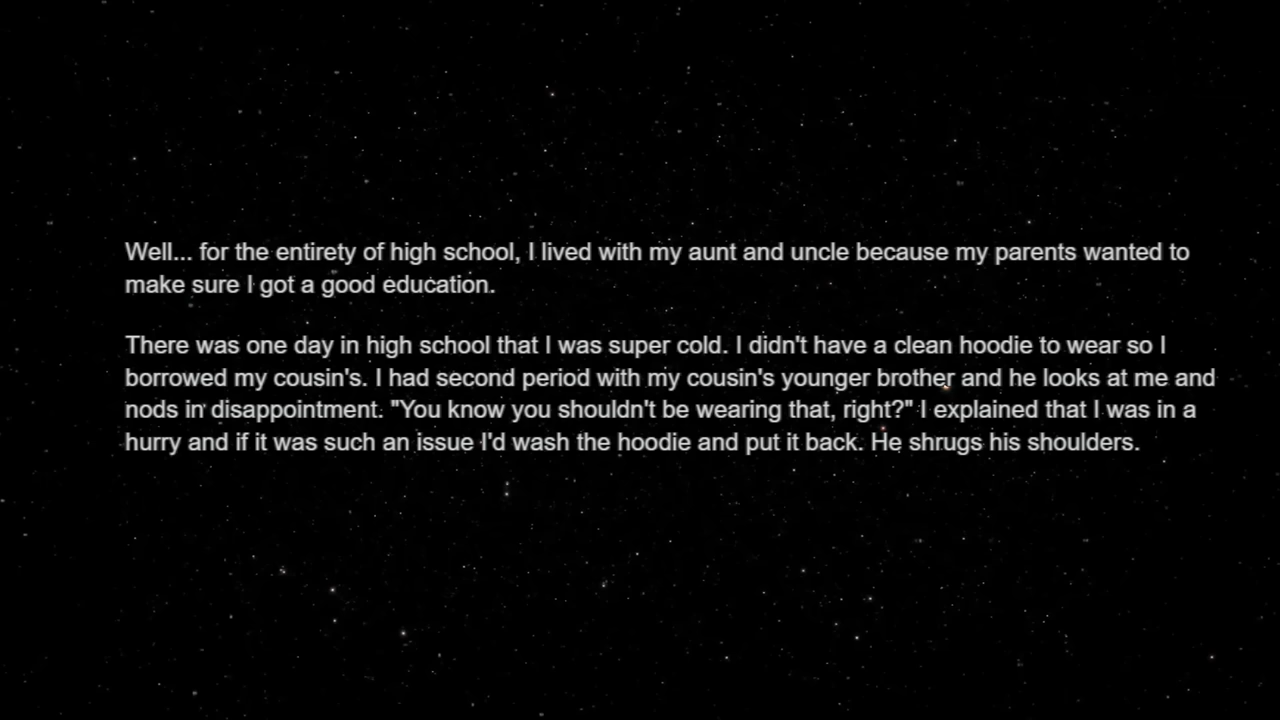 Well... for the entirety of high school, I lived with my aunt and uncle because my parents wanted to
make sure I got a good education.
There was one day in high school that I was super cold. I didn't have a clean hoodie to wear so I
borrowed my cousin's. I had second period with my cousin's younger brother and he looks at me and
nods in disappointment. "You know you shouldn't be wearing that, right?" I explained that I was in a
hurry and if it was such an issue I'd wash the hoodie and put it back. He shrugs his shoulders.